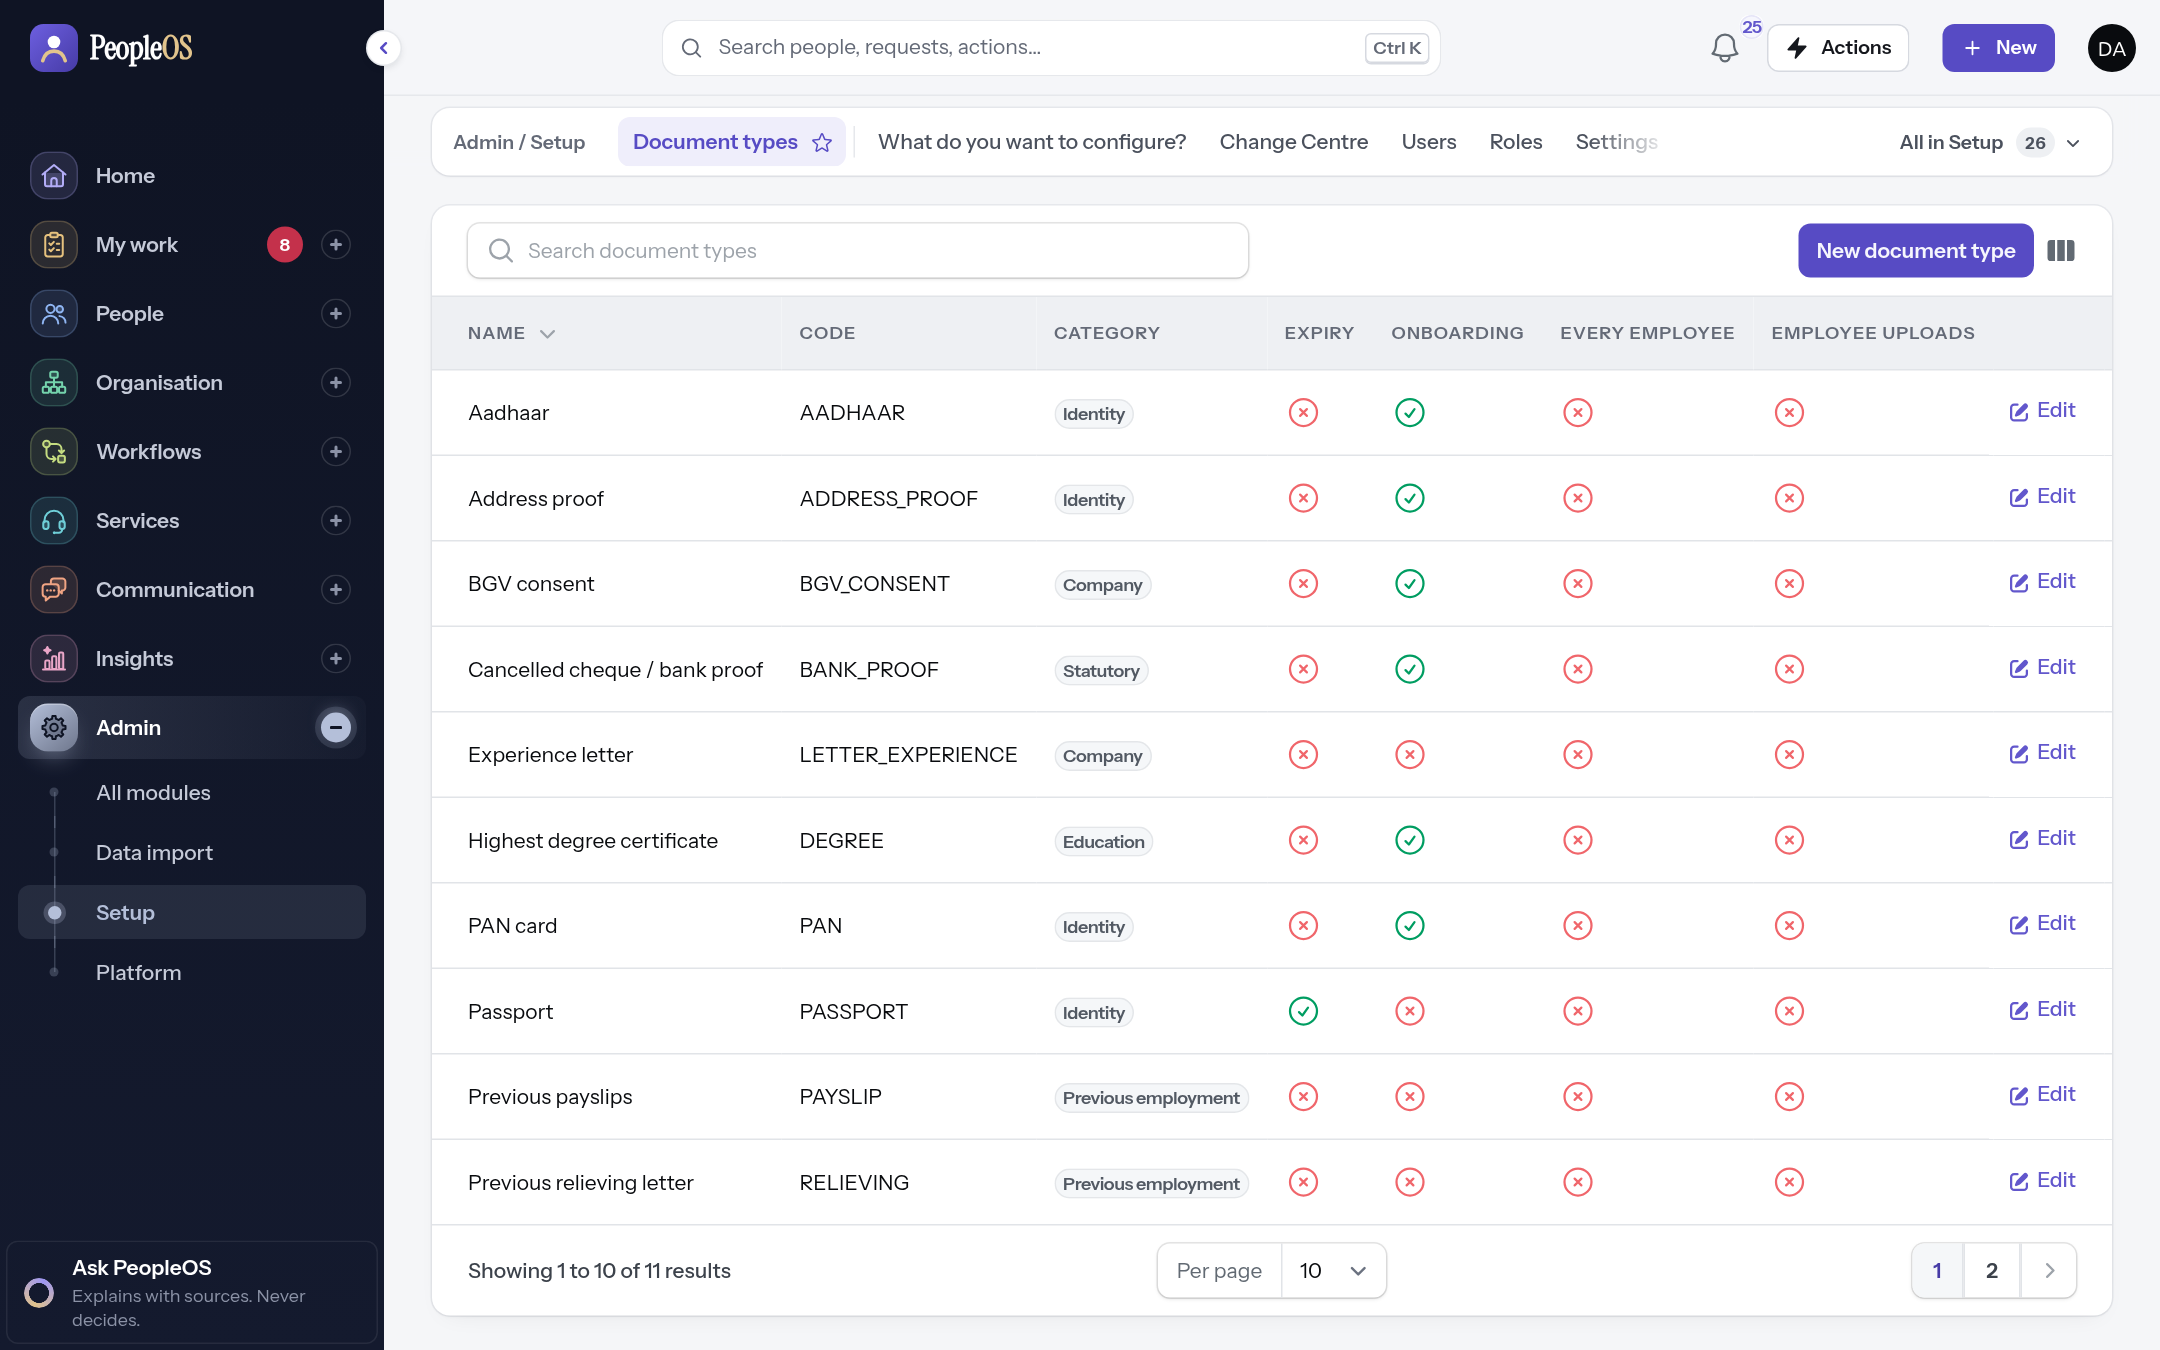 PeopleOS
Search people, requests, actions...
Ctrl K
25
Actions
New
DA
Home
My work
8
People
Organisation
Workflows
Services
Communication
Insights
Admin
All modules
Data import
Setup
Platform
Ask PeopleOS
Explains with sources. Never
decides.
Admin / Setup
Document types
What do you want to configure?
Change Centre
Users
Roles
Settings
All in Setup 26
Search document types
New document type
NAME CODE CATEGORY EXPIRY ONBOARDING EVERY EMPLOYEE EMPLOYEE UPLOADS
Aadhaar AADHAAR Identity Edit
Address proof ADDRESS_PROOF Identity Edit
BGV consent BGV_CONSENT Company Edit
Cancelled cheque / bank proof BANK_PROOF Statutory Edit
Experience letter LETTER_EXPERIENCE Company Edit
Highest degree certificate DEGREE Education Edit
PAN card PAN Identity Edit
Passport PASSPORT Identity Edit
Previous payslips PAYSLIP Previous employment Edit
Previous relieving letter RELIEVING Previous employment Edit
Showing 1 to 10 of 11 results
Per page 10
1 2